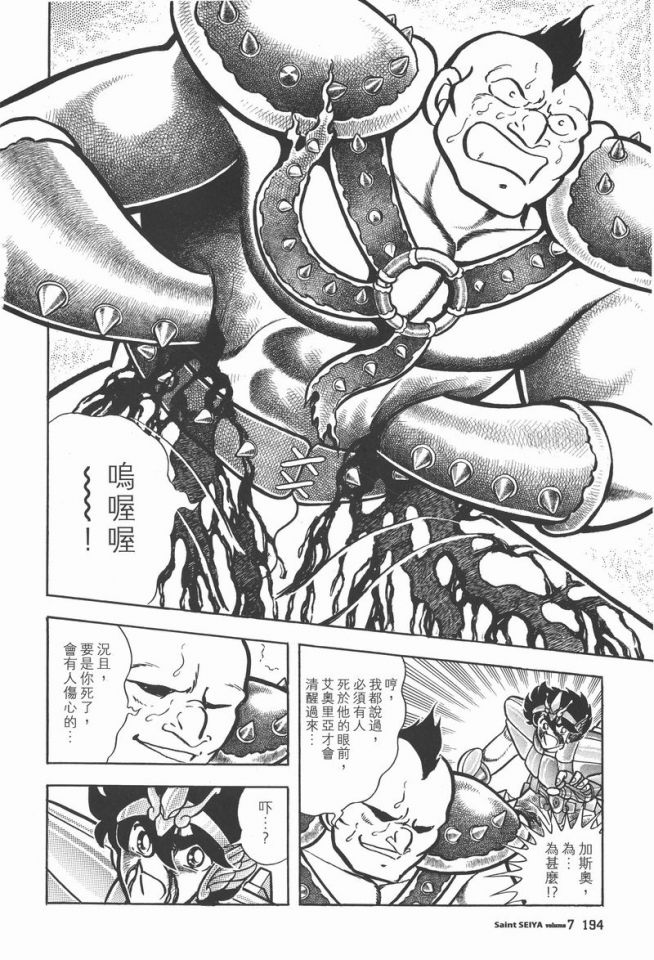 嗚喔喔
～～～！
加斯奧，
為…
為甚麼!?
哼，
我都說過，
必須有人
死於他的眼前，
艾奧里亞才會
清醒過來…
況且，
要是你死了，
會有人傷心的…
吓…？
Saint SEIYA volume 7 194